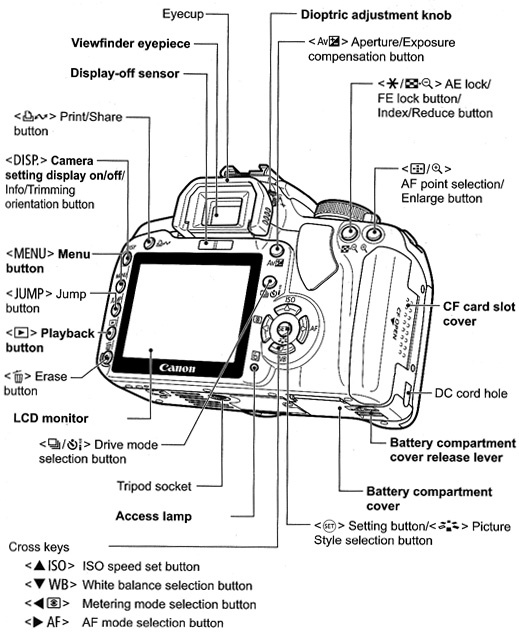 Eyecup
Dioptric adjustment knob
Viewfinder eyepiece
<Av> Aperture/Exposure
compensation button
Display-off sensor
<✱/> AE lock/
FE lock button/
Index/Reduce button
<> Print/Share
button
<DISP.> Camera
setting display on/off/
Info/Trimming
orientation button
</>
AF point selection/
Enlarge button
<MENU> Menu
button
<JUMP> Jump
button
CF card slot
cover
<▶> Playback
button
<> Erase
button
DC cord hole
LCD monitor
</> Drive mode
selection button
Battery compartment
cover release lever
Tripod socket
Battery compartment
cover
Access lamp
<SET> Setting button/<> Picture
Style selection button
Cross keys
<▲ISO> ISO speed set button
<▼WB> White balance selection button
<◀> Metering mode selection button
<▶AF> AF mode selection button
Av
ISO
AF
SET
CF OPEN
Canon